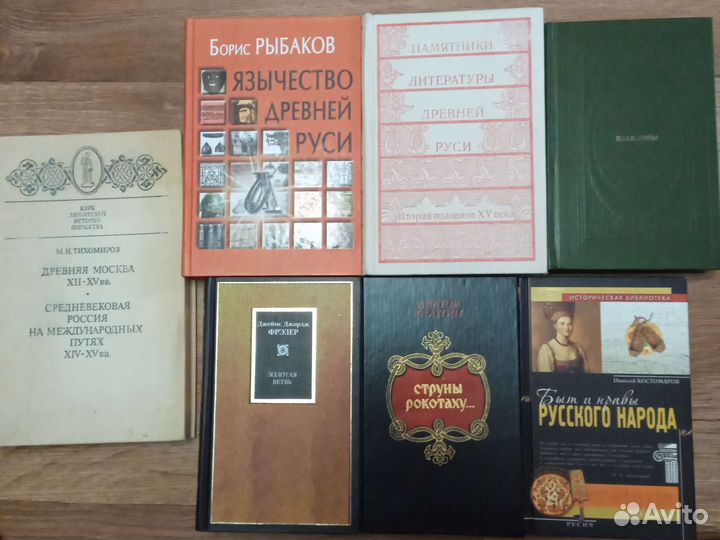 КЛУБ
ЛЮБИТЕЛЕЙ
ИСТОРИИ
ОТЕЧЕСТВА
М.Н.ТИХОМИРОВ
ДРЕВНЯЯ МОСКВА
XII-XV вв.
СРЕДНЕВЕКОВАЯ
РОССИЯ
НА МЕЖДУНАРОДНЫХ
ПУТЯХ
XIV-XV вв.
Борис РЫБАКОВ
ЯЗЫЧЕСТВО
ДРЕВНЕЙ
РУСИ
ПАМЯТНИКИ
ЛИТЕРАТУРЫ
ДРЕВНЕЙ
РУСИ
Вторая половина XV века
Джеймс Джордж
ФРЭЗЕР
ЗОЛОТАЯ
ВЕТВЬ
СТРУНЫ
РОКОТАХУ...
ИСТОРИЧЕСКАЯ БИБЛИОТЕКА
Николай КОСТОМАРОВ
Быт и нравы
РУССКОГО НАРОДА
РУСИЧ
Avito